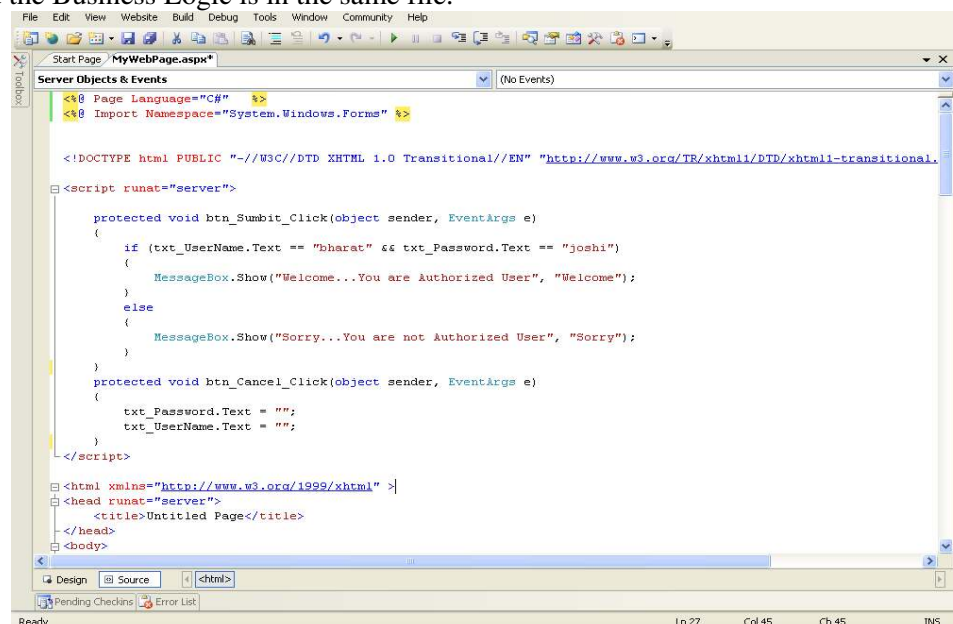 the Business Logic is in the same file.
File Edit View Website Build Debug Tools Window Community Help
Start Page MyWebPage.aspx*
Toolbox
Server Objects & Events (No Events)
<%@ Page Language="C#" %>
<%@ Import Namespace="System.Windows.Forms" %>
<!DOCTYPE html PUBLIC "-//W3C//DTD XHTML 1.0 Transitional//EN" "http://www.w3.org/TR/xhtml1/DTD/xhtml1-transitional.
<script runat="server">
protected void btn_Sumbit_Click(object sender, EventArgs e)
{
if (txt_UserName.Text == "bharat" && txt_Password.Text == "joshi")
{
MessageBox.Show("Welcome...You are Authorized User", "Welcome");
}
else
{
MessageBox.Show("Sorry...You are not Authorized User", "Sorry");
}
}
protected void btn_Cancel_Click(object sender, EventArgs e)
{
txt_Password.Text = "";
txt_UserName.Text = "";
}
</script>
<html xmlns="http://www.w3.org/1999/xhtml" >
<head runat="server">
<title>Untitled Page</title>
</head>
<body>
Design Source <html>
Pending Checkins Error List
Ready Ln 27 Col 45 Ch 45 INS